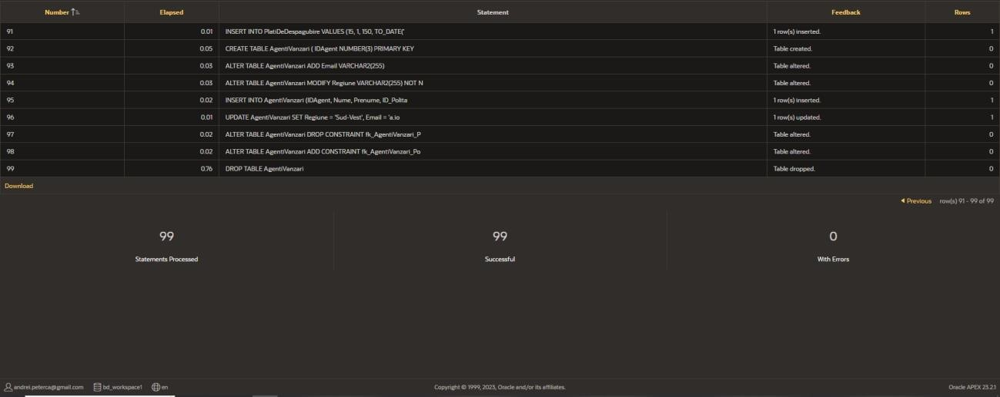 Number Elapsed Statement Feedback Rows
91 0.01 INSERT INTO PlatiDeDespagubire VALUES (15, 1, 150, TO_DATE(' 1 row(s) inserted. 1
92 0.05 CREATE TABLE AgentiVanzari ( IDAgent NUMBER(3) PRIMARY KEY Table created. 0
93 0.03 ALTER TABLE AgentiVanzari ADD Email VARCHAR2(255) Table altered. 0
94 0.03 ALTER TABLE AgentiVanzari MODIFY Regiune VARCHAR2(255) NOT N Table altered. 0
95 0.02 INSERT INTO AgentiVanzari (IDAgent, Nume, Prenume, ID_Polita 1 row(s) inserted. 1
96 0.01 UPDATE AgentiVanzari SET Regiune = 'Sud-Vest', Email = 'a.io 1 row(s) updated. 1
97 0.02 ALTER TABLE AgentiVanzari DROP CONSTRAINT fk_AgentiVanzari_P Table altered. 0
98 0.02 ALTER TABLE AgentiVanzari ADD CONSTRAINT fk_AgentiVanzari_Po Table altered. 0
99 0.76 DROP TABLE AgentiVanzari Table dropped. 0
Download
Previous row(s) 91 - 99 of 99
99 99 0
Statements Processed Successful With Errors
andrei.peterca@gmail.com bd_workspace1 en Copyright © 1999, 2023, Oracle and/or its affiliates. Oracle APEX 23.2.1